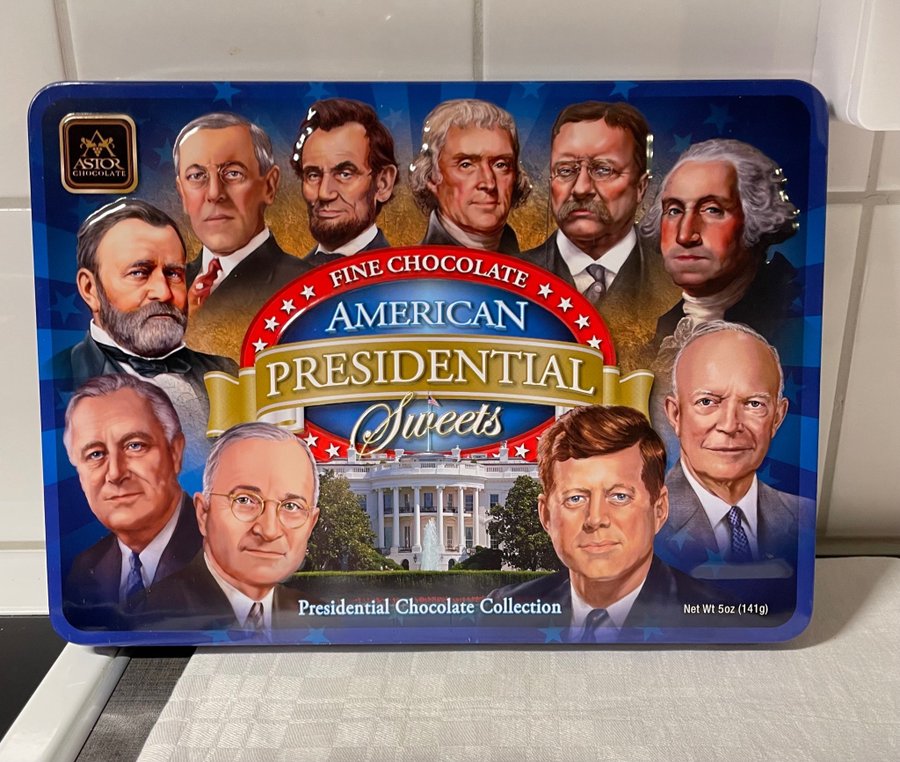 ASTOR
CHOCOLATE
FINE CHOCOLATE
AMERICAN
PRESIDENTIAL
Sweets
Presidential Chocolate Collection
Net Wt 5oz (141g)